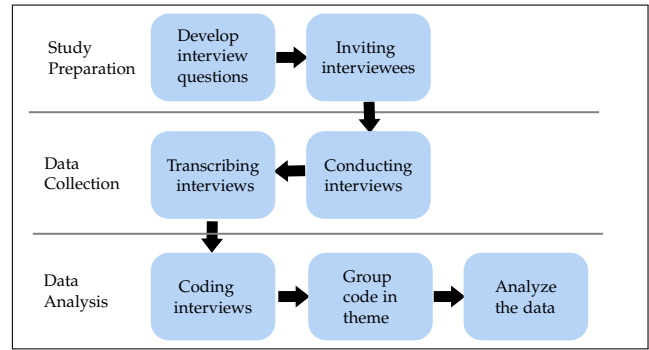 Study
Preparation
Develop
interview
questions
Inviting
interviewees
Data
Collection
Transcribing
interviews
Conducting
interviews
Data
Analysis
Coding
interviews
Group
code in
theme
Analyze
the data